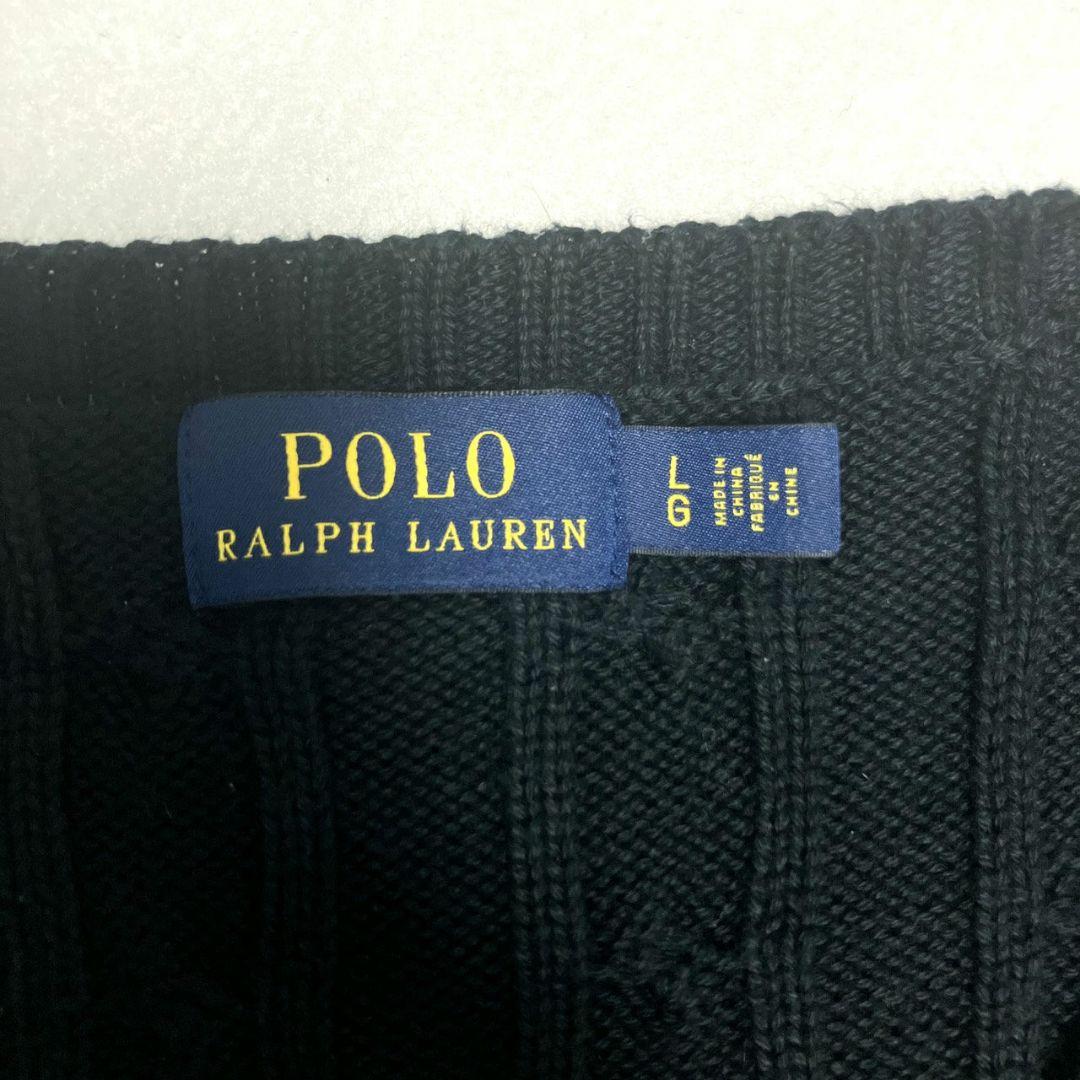 POLO
RALPH LAUREN
L
G
MADE IN
CHINA
FABRIQUÉ
EN
CHINE